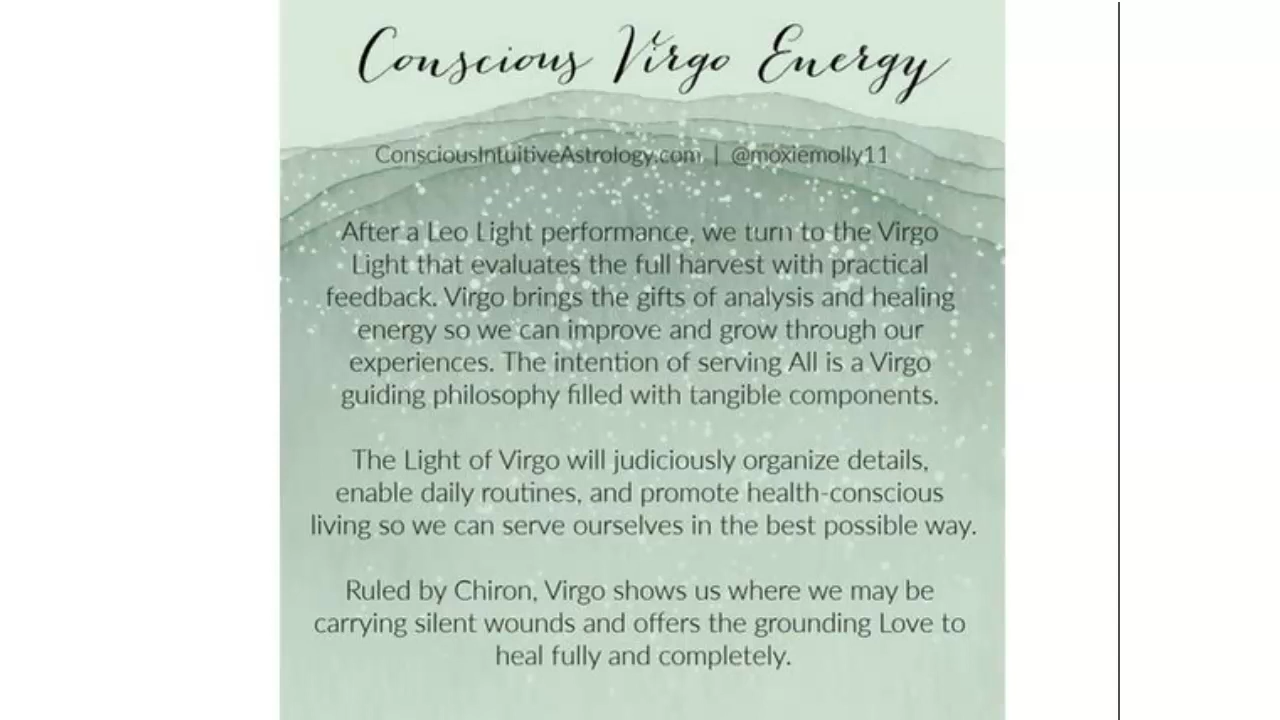 Conscious Virgo Energy
ConsciousIntuitiveAstrology.com | @moxiemolly11
After a Leo Light performance, we turn to the Virgo
Light that evaluates the full harvest with practical
feedback. Virgo brings the gifts of analysis and healing
energy so we can improve and grow through our
experiences. The intention of serving All is a Virgo
guiding philosophy filled with tangible components.
The Light of Virgo will judiciously organize details,
enable daily routines, and promote health-conscious
living so we can serve ourselves in the best possible way.
Ruled by Chiron, Virgo shows us where we may be
carrying silent wounds and offers the grounding Love to
heal fully and completely.